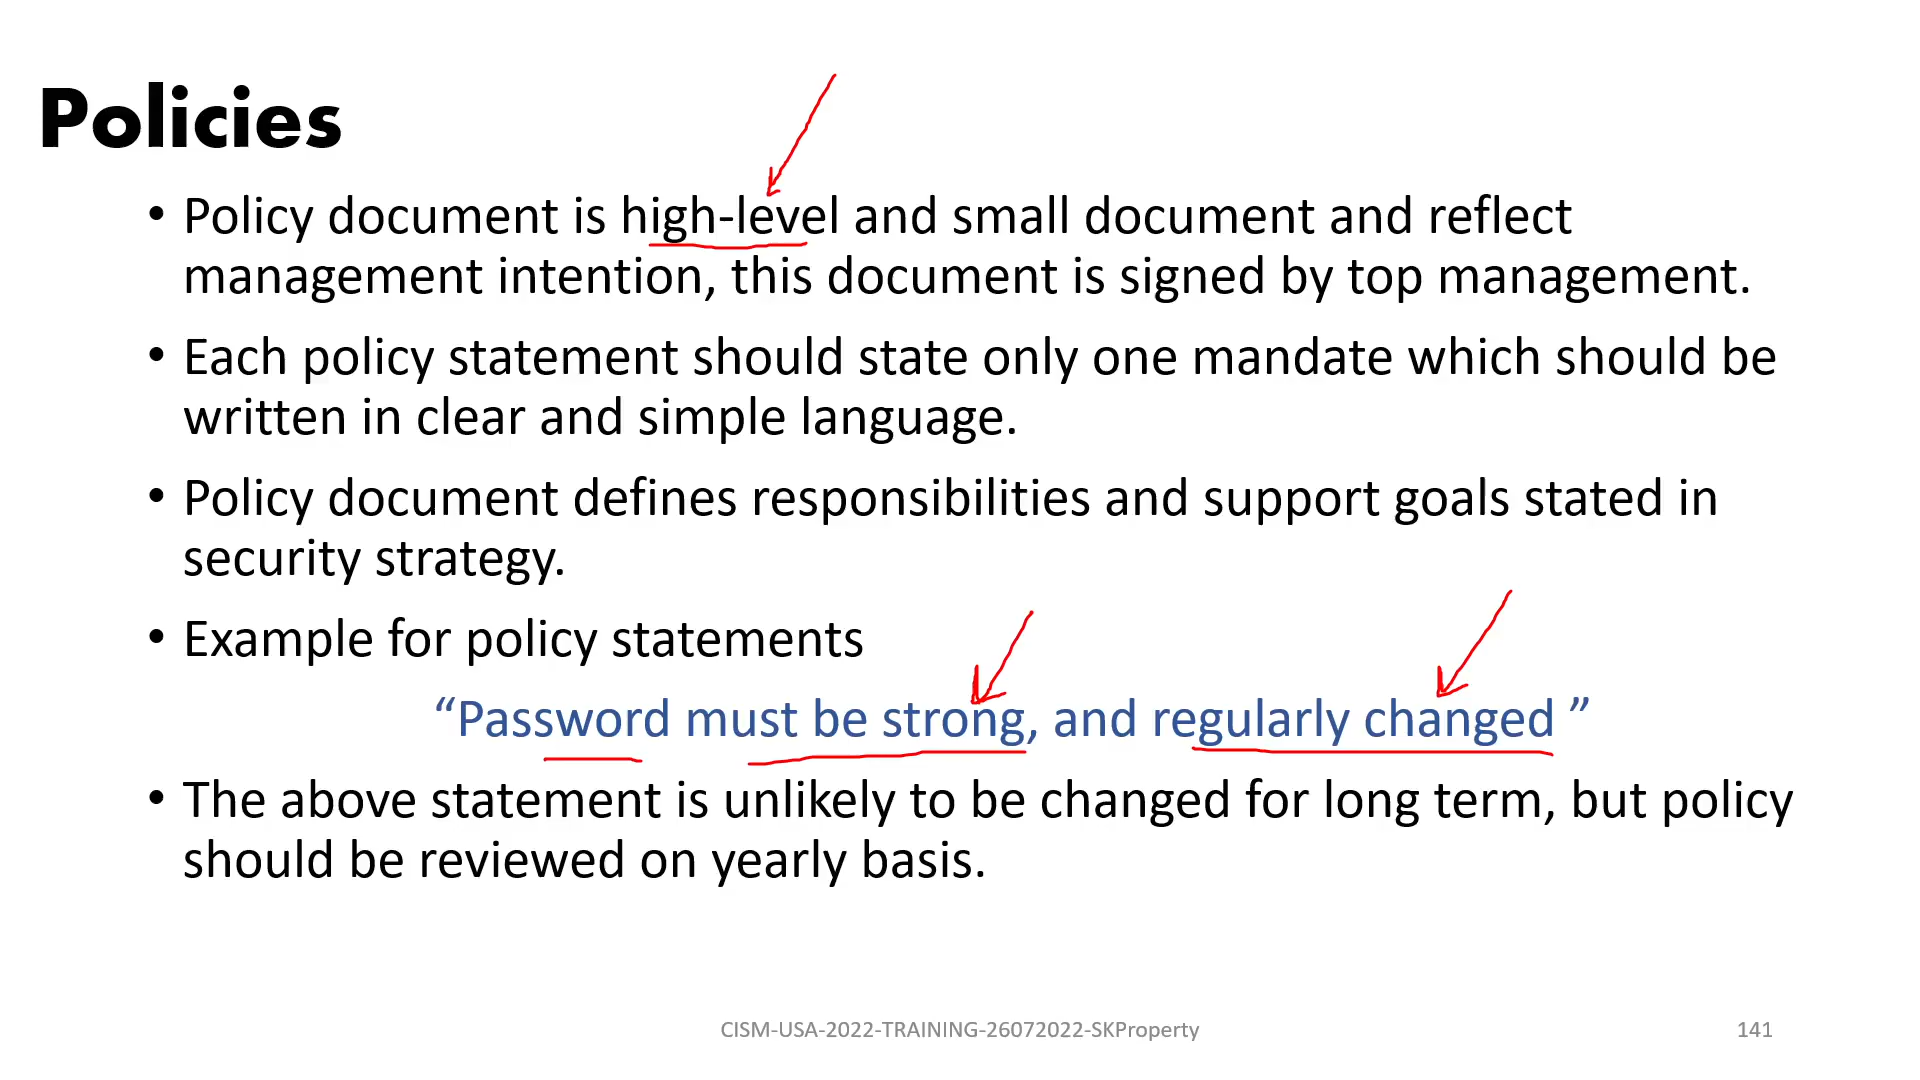 Policies
• Policy document is high-level and small document and reflect
management intention, this document is signed by top management.
• Each policy statement should state only one mandate which should be
written in clear and simple language.
• Policy document defines responsibilities and support goals stated in
security strategy.
• Example for policy statements
“Password must be strong, and regularly changed ”
• The above statement is unlikely to be changed for long term, but policy
should be reviewed on yearly basis.
CISM-USA-2022-TRAINING-26072022-SKProperty
141